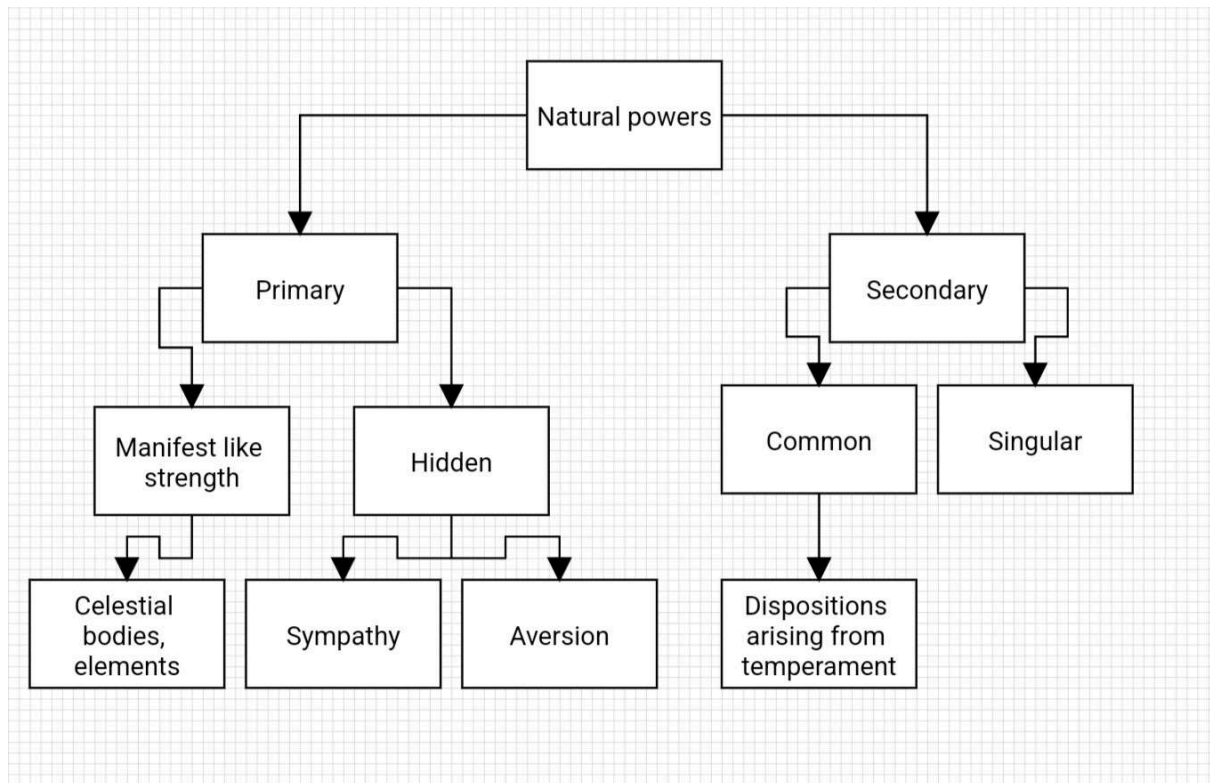 Natural powers
Primary
Secondary
Manifest like
strength
Hidden
Common
Singular
Celestial
bodies,
elements
Sympathy
Aversion
Dispositions
arising from
temperament